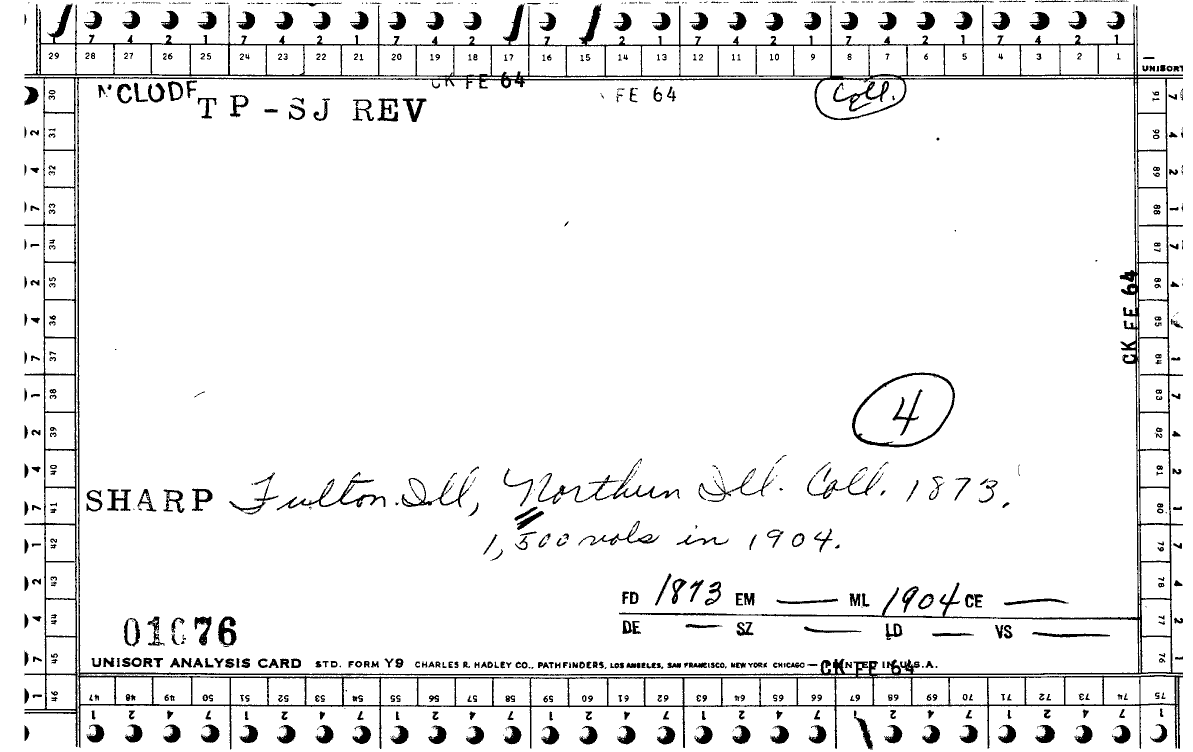 7 4 2 1 7 4 2 1 7 4 2 1 7 2 1 7 4 2 1 7 4 2 1 7 4 2 1
29 28 27 26 25 24 23 22 21 20 19 18 17 16 15 14 13 12 11 10 9 8 7 6 5 4 3 2 1
UNISORT
CK FE 64
FE 64
Coll.
TP-SJ REV
30 31 32 33 34 35 36 37 38 39 40 41 42 43 44 45 46
2 4 7 1 2 4 7 1 2 4 7 1 2 4 7 1
91 90 89 88 87 86 85 84 83 82 81 80 79 78 77 76
CK FE 64
4
SHARP Fulton Ill, Northern Ill. Coll. 1873.
1,500 vols in 1904.
FD 1873 EM — ML 1904 CE —
DE — SZ — LD — VS —
01676
UNISORT ANALYSIS CARD STD. FORM Y9 CHARLES R. HADLEY CO., PATHFINDERS, LOS ANGELES, SAN FRANCISCO, NEW YORK CHICAGO — PRINTED IN U.S.A.
CK FE 64
47 48 49 50 51 52 53 54 55 56 57 58 59 60 61 62 63 64 65 66 67 68 69 70 71 72 73 74 75
1 2 4 7 1 2 4 7 1 2 4 7 1 2 4 7 1 2 4 7 1 4 7 1 2 4 7 1